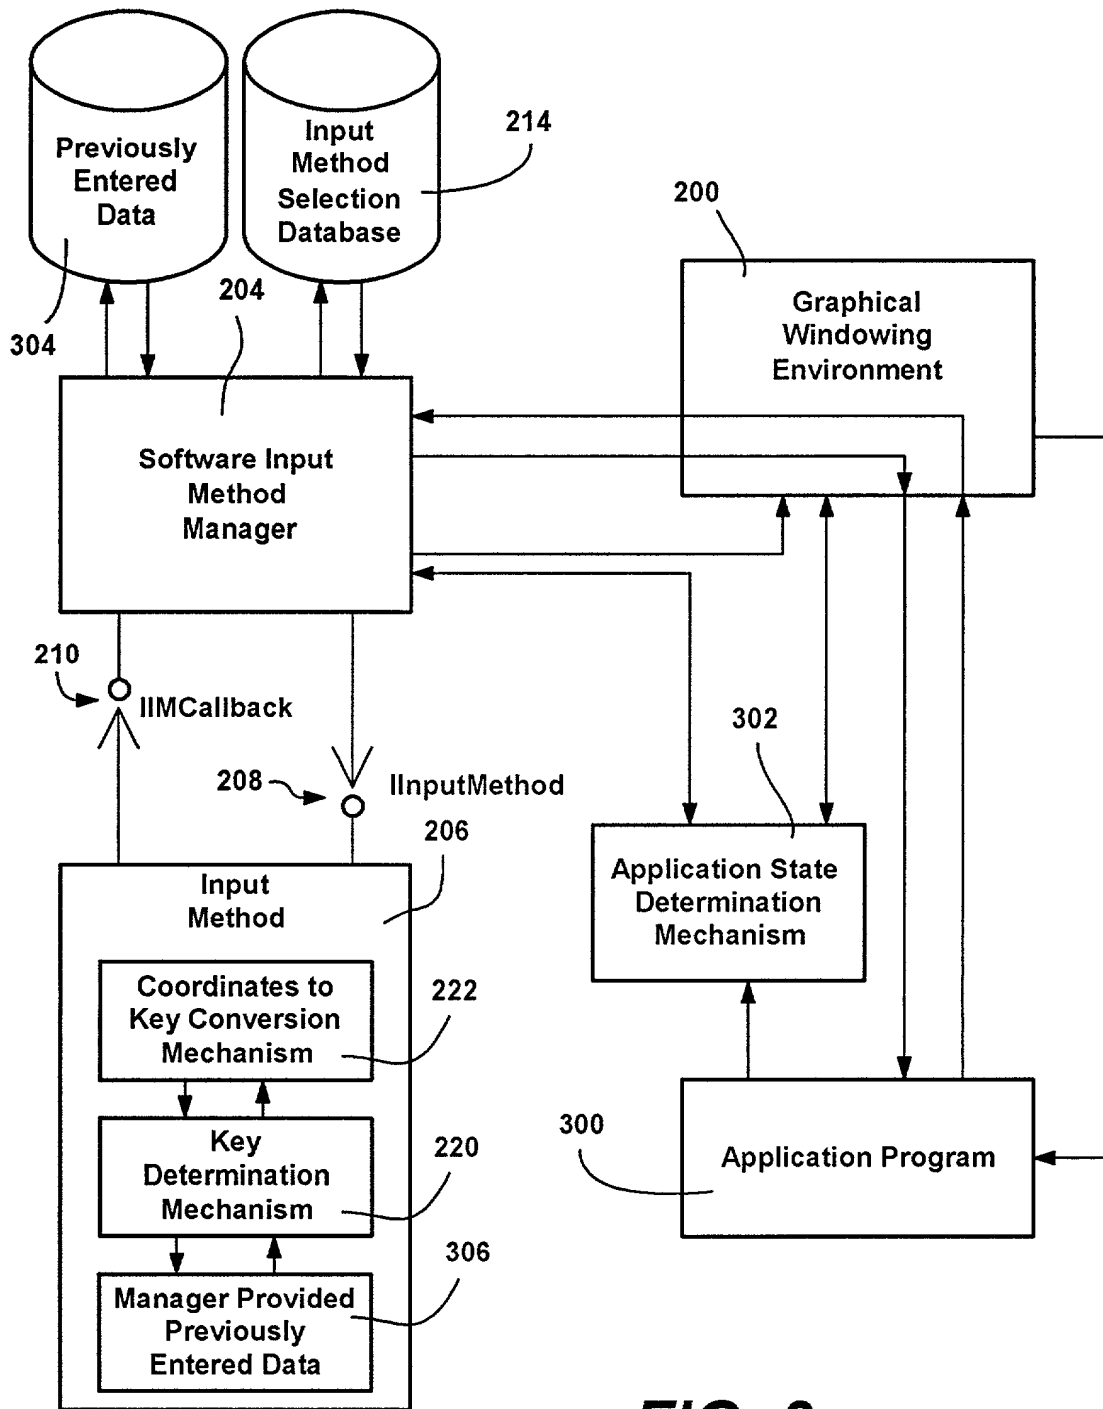 Previously
Entered
Data
304
Input
Method
Selection
Database
214
204
Software Input
Method
Manager
200
Graphical
Windowing
Environment
210
IIMCallback
208
IInputMethod
206
Input
Method
Coordinates to
Key Conversion
Mechanism
222
Key
Determination
Mechanism
220
Manager Provided
Previously
Entered Data
306
302
Application State
Determination
Mechanism
300
Application Program